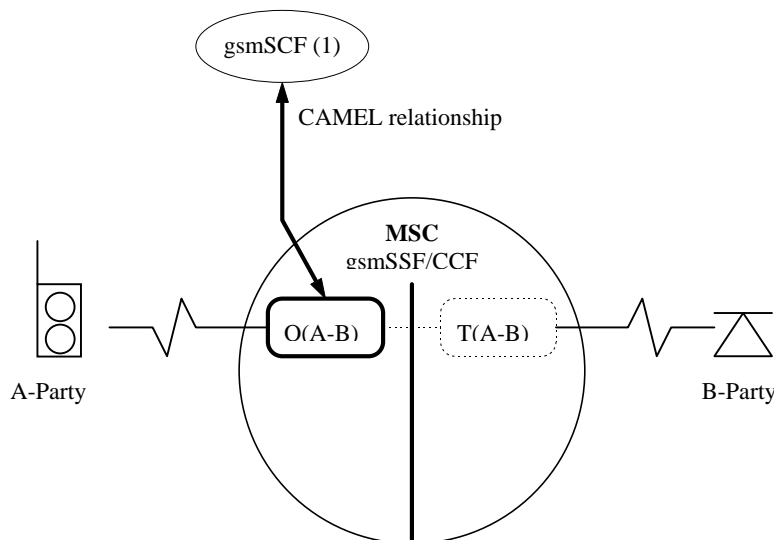 gsmSCF (1)
CAMEL relationship
MSC
gsmSSF/CCF
O(A-B)
T(A-B)
A-Party
B-Party